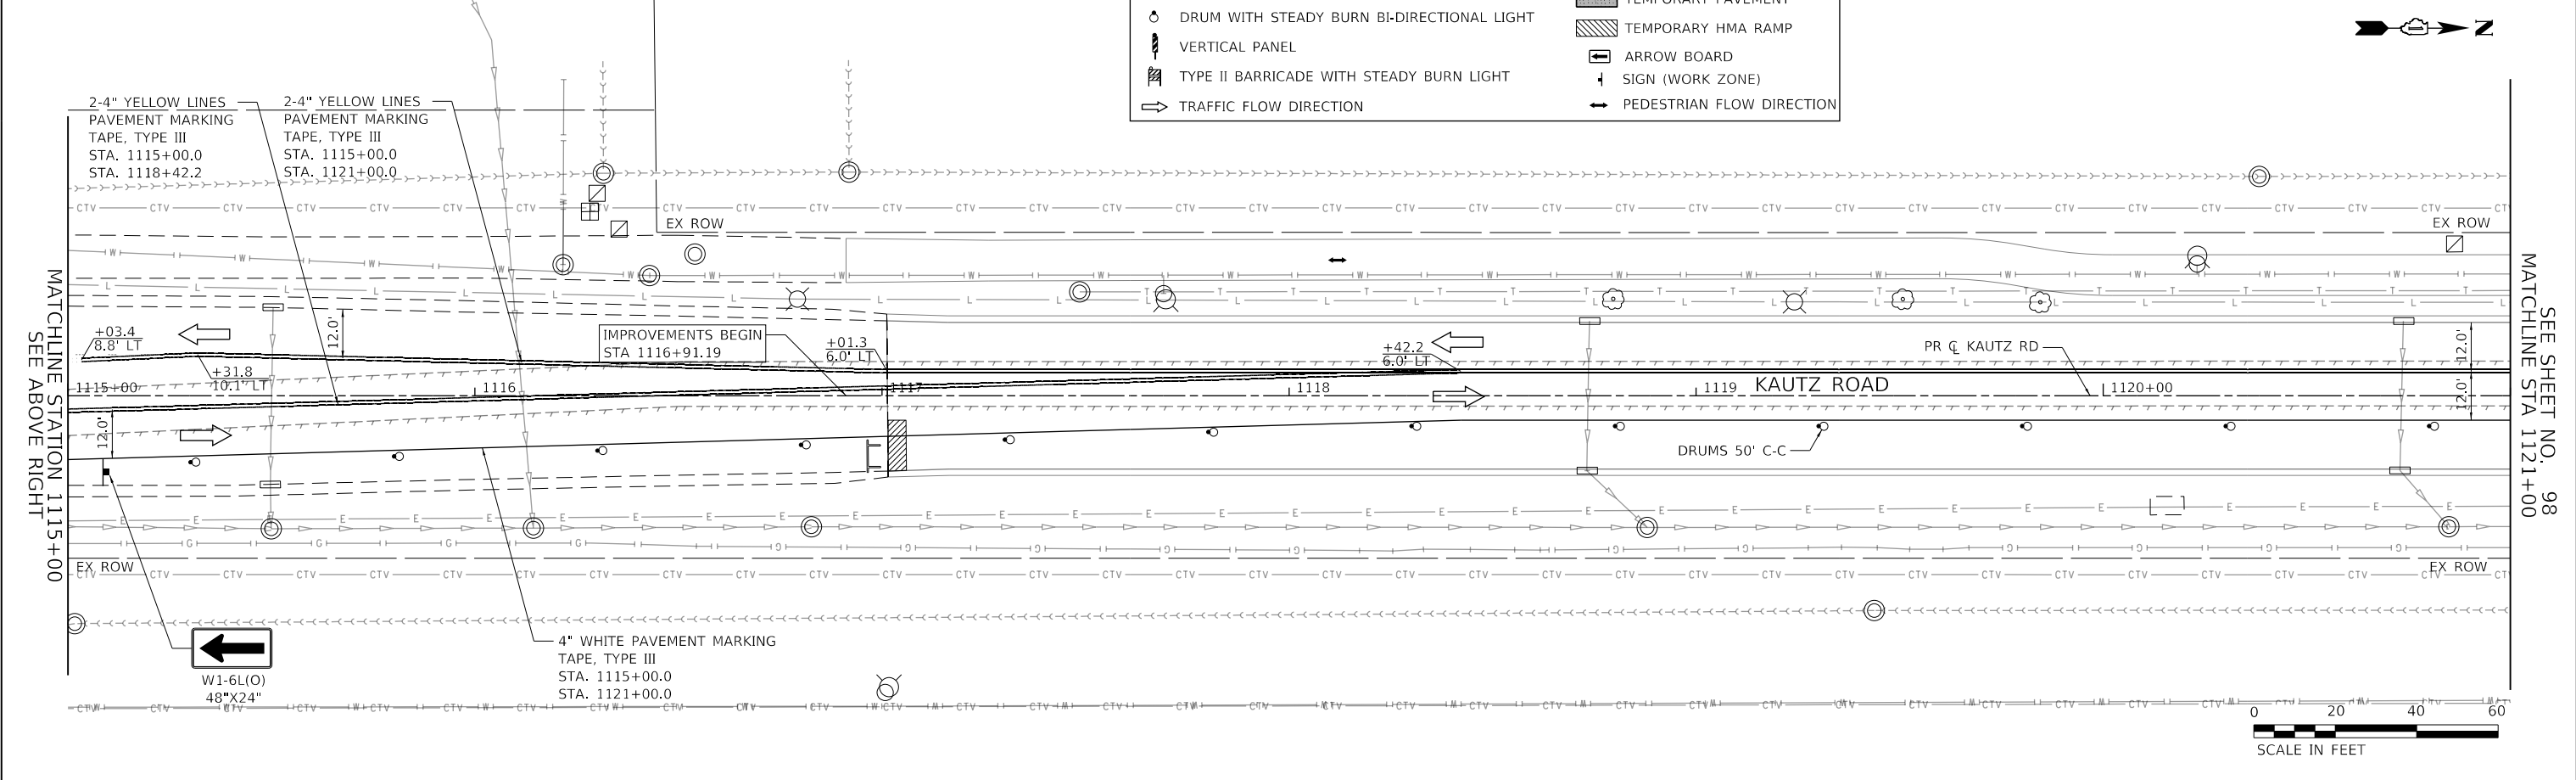 TEMPORARY PAVEMENT
DRUM WITH STEADY BURN BI-DIRECTIONAL LIGHT
TEMPORARY HMA RAMP
VERTICAL PANEL
ARROW BOARD
TYPE II BARRICADE WITH STEADY BURN LIGHT
SIGN (WORK ZONE)
TRAFFIC FLOW DIRECTION
PEDESTRIAN FLOW DIRECTION
N
2-4" YELLOW LINES
PAVEMENT MARKING
TAPE, TYPE III
STA. 1115+00.0
STA. 1118+42.2
2-4" YELLOW LINES
PAVEMENT MARKING
TAPE, TYPE III
STA. 1115+00.0
STA. 1121+00.0
EX ROW
EX ROW
MATCHLINE STATION 1115+00
SEE ABOVE RIGHT
SEE SHEET NO. 98
MATCHLINE STA 1121+00
+03.4
8.8' LT
12.0'
IMPROVEMENTS BEGIN
STA 1116+91.19
+01.3
6.0' LT
+42.2
6.0' LT
PR ℄ KAUTZ RD
12.0'
+31.8
10.1' LT
1115+00
1116
1117
1118
1119
KAUTZ ROAD
1120+00
12.0'
12.0'
DRUMS 50' C-C
EX ROW
EX ROW
W1-6L(O)
48"X24"
4" WHITE PAVEMENT MARKING
TAPE, TYPE III
STA. 1115+00.0
STA. 1121+00.0
0 20 40 60
SCALE IN FEET